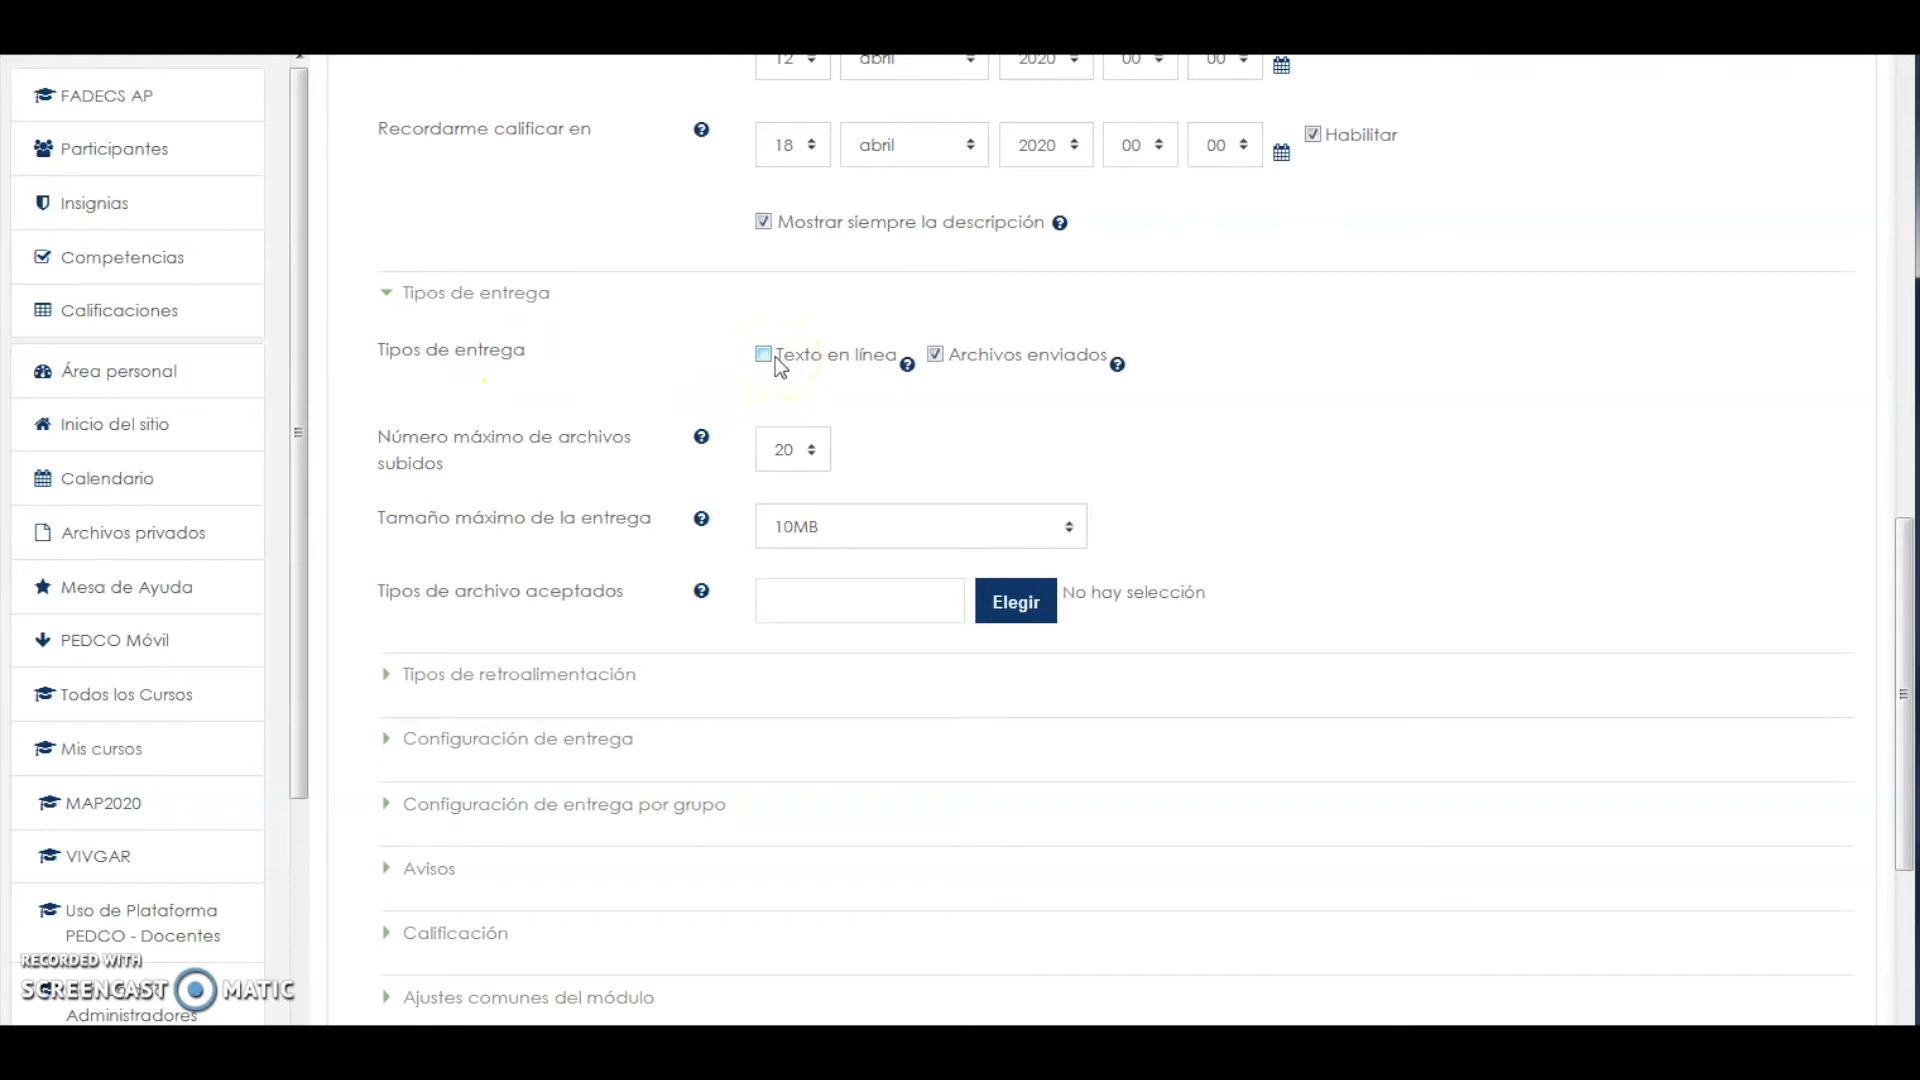 FADECS AP
Participantes
Insignias
Competencias
Calificaciones
Área personal
Inicio del sitio
Calendario
Archivos privados
Mesa de Ayuda
PEDCO Móvil
Todos los Cursos
Mis cursos
MAP2020
VIVGAR
Uso de Plataforma
PEDCO - Docentes
Administradores
RECORDED WITH
SCREENCAST MATIC
12 abril 2020 00 00
Recordarme calificar en 18 abril 2020 00 00 Habilitar
Mostrar siempre la descripción
Tipos de entrega
Tipos de entrega Texto en línea Archivos enviados
Número máximo de archivos
subidos
20
Tamaño máximo de la entrega 10MB
Tipos de archivo aceptados Elegir No hay selección
Tipos de retroalimentación
Configuración de entrega
Configuración de entrega por grupo
Avisos
Calificación
Ajustes comunes del módulo